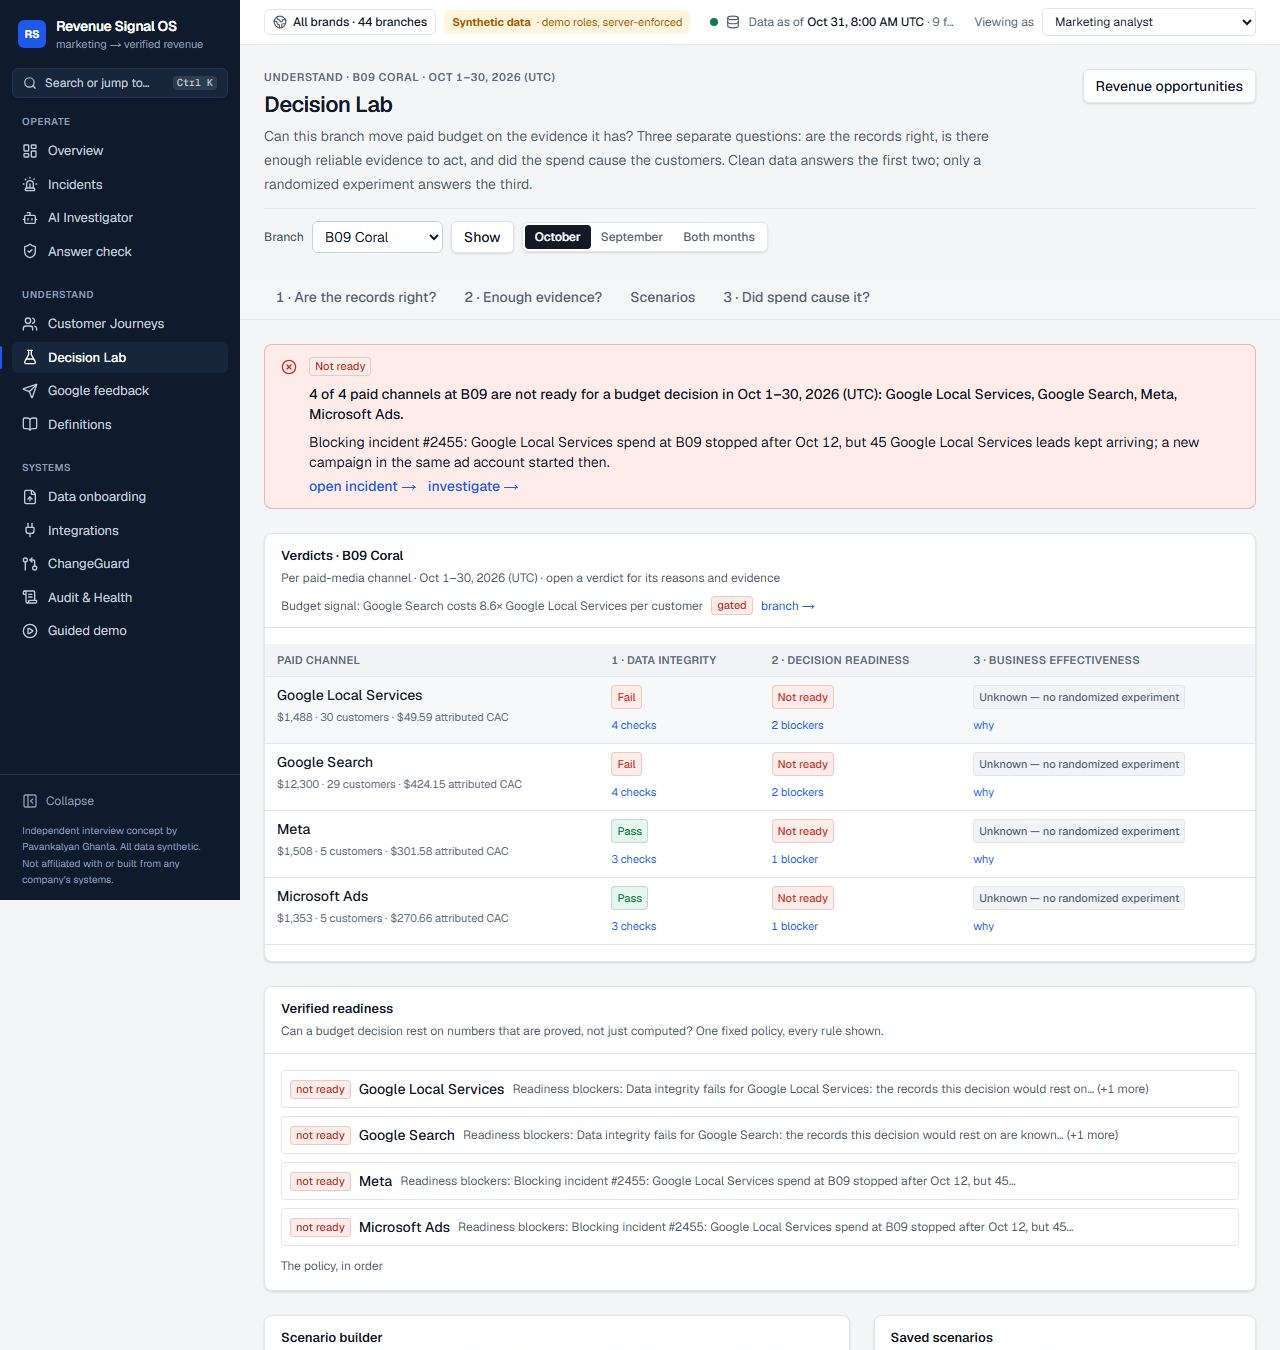 RS
Revenue Signal OS
marketing → verified revenue
Search or jump to... Ctrl K
OPERATE
Overview
Incidents
AI Investigator
Answer check
UNDERSTAND
Customer Journeys
Decision Lab
Google feedback
Definitions
SYSTEMS
Data onboarding
Integrations
ChangeGuard
Audit & Health
Guided demo
Collapse
Independent interview concept by
Pavankalyan Ghanta. All data synthetic.
Not affiliated with or built from any
company's systems.
All brands · 44 branches
Synthetic data · demo roles, server-enforced
Data as of Oct 31, 8:00 AM UTC · 9 f...
Viewing as
Marketing analyst
UNDERSTAND · B09 CORAL · OCT 1–30, 2026 (UTC)
Decision Lab
Revenue opportunities
Can this branch move paid budget on the evidence it has? Three separate questions: are the records right, is there
enough reliable evidence to act, and did the spend cause the customers. Clean data answers the first two; only a
randomized experiment answers the third.
Branch
B09 Coral
Show
October
September
Both months
1 · Are the records right?
2 · Enough evidence?
Scenarios
3 · Did spend cause it?
Not ready
4 of 4 paid channels at B09 are not ready for a budget decision in Oct 1–30, 2026 (UTC): Google Local Services, Google Search, Meta,
Microsoft Ads.
Blocking incident #2455: Google Local Services spend at B09 stopped after Oct 12, but 45 Google Local Services leads kept arriving; a new
campaign in the same ad account started then.
open incident → investigate →
Verdicts · B09 Coral
Per paid-media channel · Oct 1–30, 2026 (UTC) · open a verdict for its reasons and evidence
Budget signal: Google Search costs 8.6× Google Local Services per customer gated branch →
PAID CHANNEL 1 · DATA INTEGRITY 2 · DECISION READINESS 3 · BUSINESS EFFECTIVENESS
Google Local Services Fail Not ready Unknown — no randomized experiment
$1,488 · 30 customers · $49.59 attributed CAC 4 checks 2 blockers why
Google Search Fail Not ready Unknown — no randomized experiment
$12,300 · 29 customers · $424.15 attributed CAC 4 checks 2 blockers why
Meta Pass Not ready Unknown — no randomized experiment
$1,508 · 5 customers · $301.58 attributed CAC 3 checks 1 blocker why
Microsoft Ads Pass Not ready Unknown — no randomized experiment
$1,353 · 5 customers · $270.66 attributed CAC 3 checks 1 blocker why
Verified readiness
Can a budget decision rest on numbers that are proved, not just computed? One fixed policy, every rule shown.
not ready Google Local Services Readiness blockers: Data integrity fails for Google Local Services: the records this decision would rest on... (+1 more)
not ready Google Search Readiness blockers: Data integrity fails for Google Search: the records this decision would rest on are known... (+1 more)
not ready Meta Readiness blockers: Blocking incident #2455: Google Local Services spend at B09 stopped after Oct 12, but 45...
not ready Microsoft Ads Readiness blockers: Blocking incident #2455: Google Local Services spend at B09 stopped after Oct 12, but 45...
The policy, in order
Scenario builder
Saved scenarios